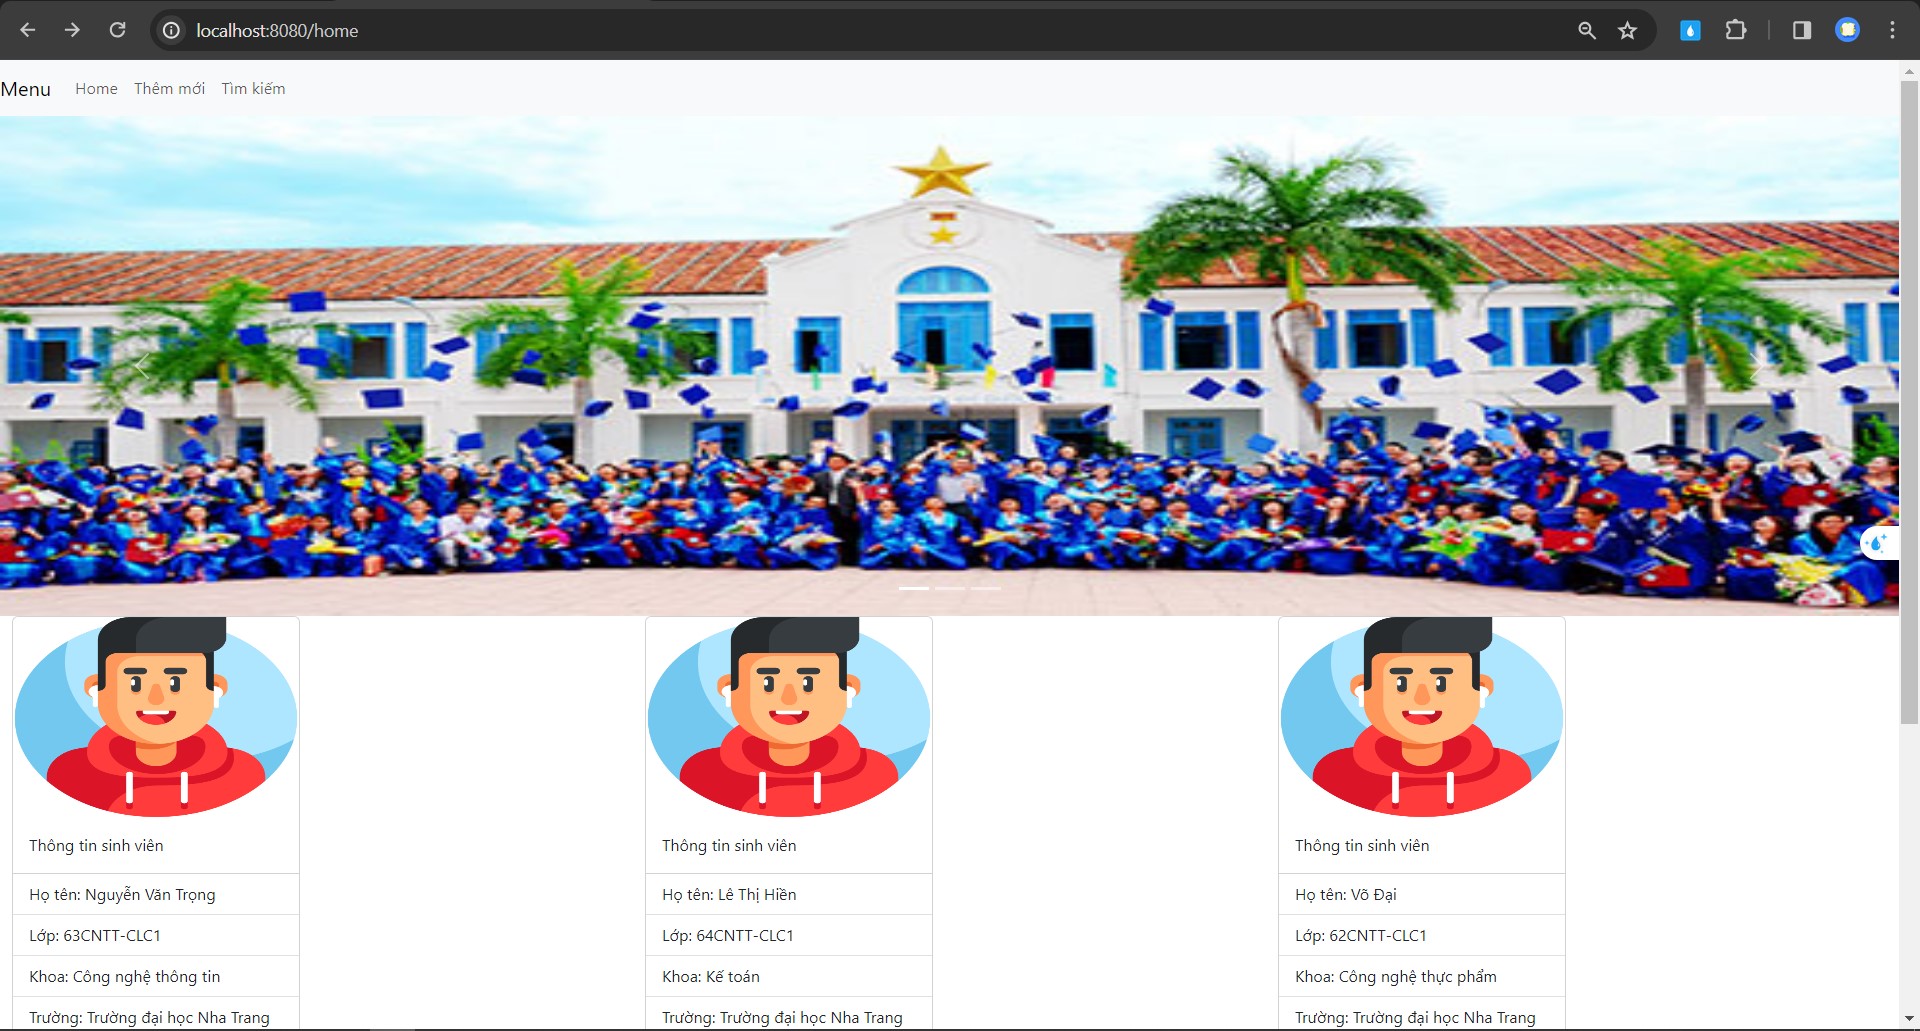 localhost:8080/home
Menu Home Thêm mới Tìm kiếm
Thông tin sinh viên
Họ tên: Nguyễn Văn Trọng
Lớp: 63CNTT-CLC1
Khoa: Công nghệ thông tin
Trường: Trường đại học Nha Trang
Thông tin sinh viên
Họ tên: Lê Thị Hiền
Lớp: 64CNTT-CLC1
Khoa: Kế toán
Trường: Trường đại học Nha Trang
Thông tin sinh viên
Họ tên: Võ Đại
Lớp: 62CNTT-CLC1
Khoa: Công nghệ thực phẩm
Trường: Trường đại học Nha Trang